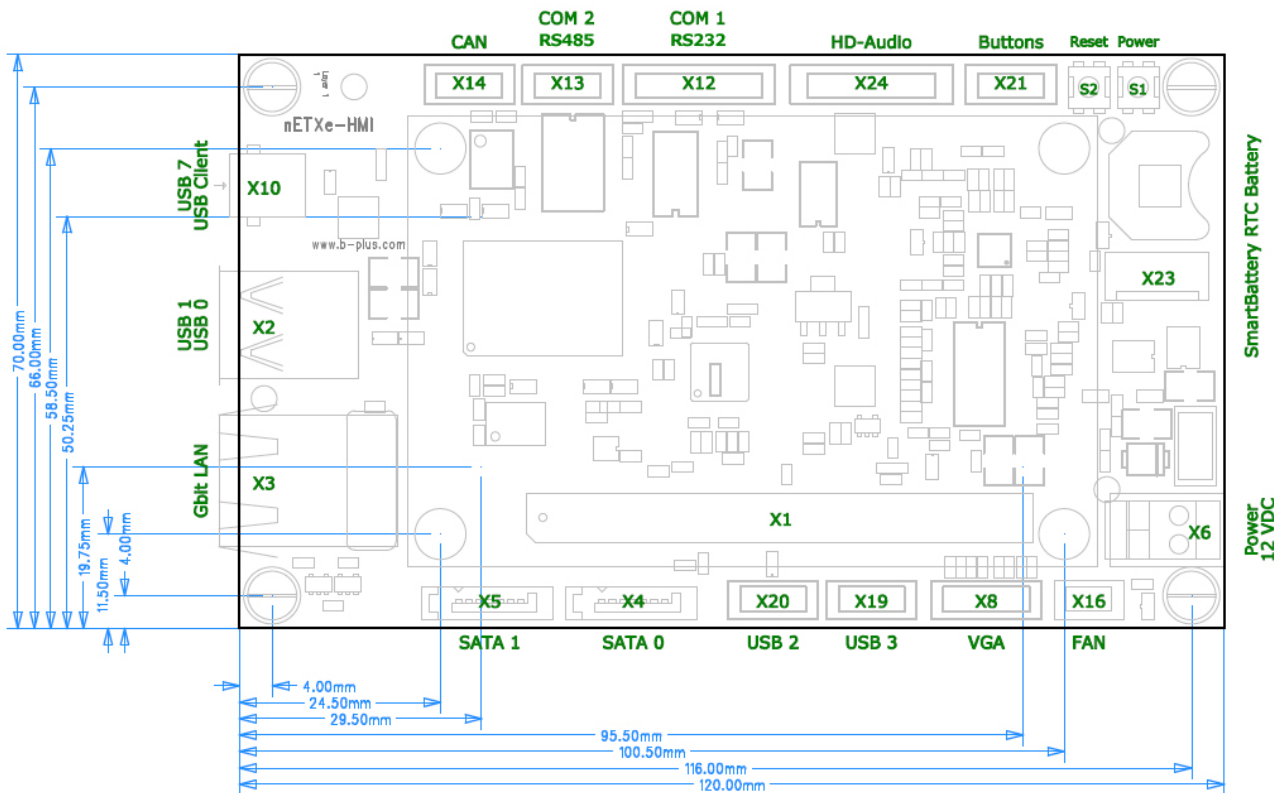 COM 2
RS485
COM 1
RS232
CAN
HD-Audio
Buttons
Reset
Power
X14
X13
X12
X24
X21
S2
S1
Layer 1
nETXe-HMI
USB 7
USB Client
X10
www.b-plus.com
SmartBattery RTC Battery
X23
USB 1
USB 0
X2
70.00mm
66.00mm
58.50mm
50.25mm
19.75mm
11.50mm
4.00mm
Gbit LAN
X3
X1
X6
Power
12 VDC
X5
X4
X20
X19
X8
X16
SATA 1
SATA 0
USB 2
USB 3
VGA
FAN
4.00mm
24.50mm
29.50mm
95.50mm
100.50mm
116.00mm
120.00mm